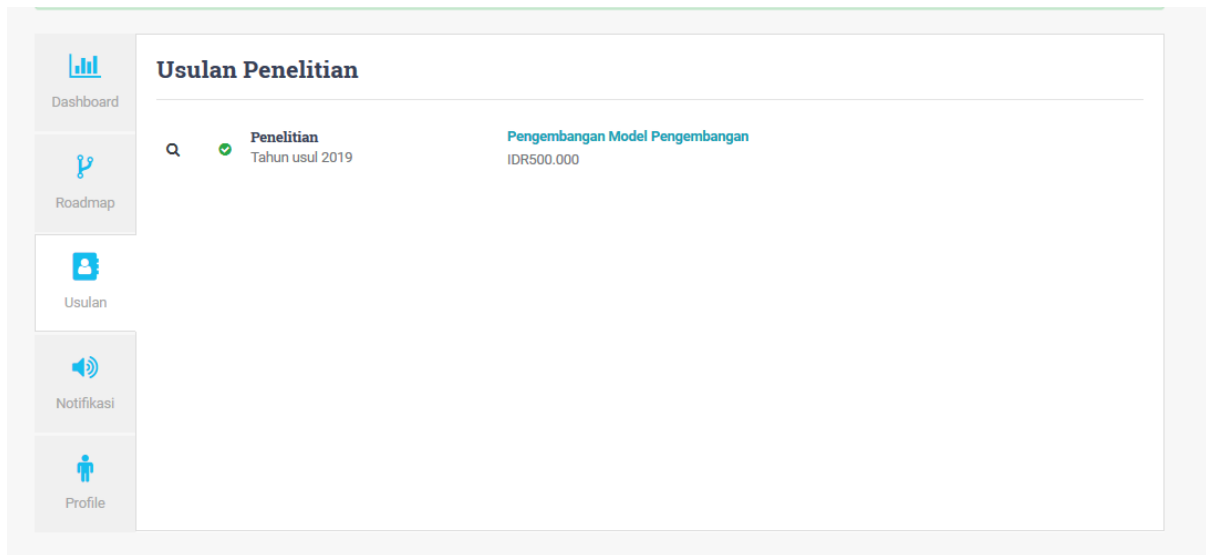 Dashboard
Roadmap
Usulan
Notifikasi
Profile
Usulan Penelitian
Penelitian
Tahun usul 2019
Pengembangan Model Pengembangan
IDR500.000